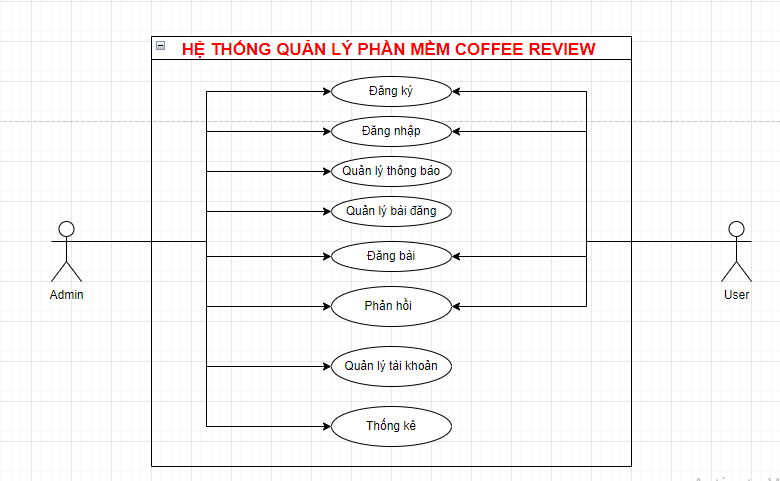 HỆ THỐNG QUẢN LÝ PHẦN MỀM COFFEE REVIEW
Đăng ký
Đăng nhập
Quản lý thông báo
Quản lý bài đăng
Đăng bài
Phản hồi
Quản lý tài khoản
Thống kê
Admin
User